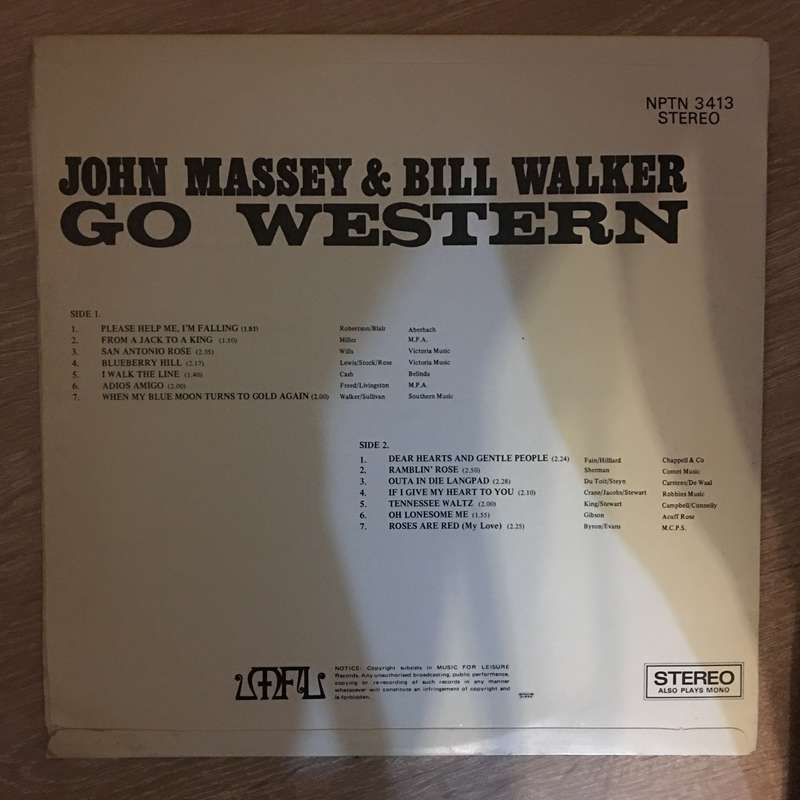 NPTN 3413
STEREO
JOHN MASSEY & BILL WALKER
GO WESTERN
SIDE 1.
1. PLEASE HELP ME, I'M FALLING (1.81) Robertson/Blair Aberbach
2. FROM A JACK TO A KING (1.50) Miller M.P.A.
3. SAN ANTONIO ROSE (2.35) Wills Victoria Music
4. BLUEBERRY HILL (2.17) Lewis/Stock/Rose Victoria Music
5. I WALK THE LINE (1.40) Cash Belinda
6. ADIOS AMIGO (2.00) Freed/Livingston M.P.A.
7. WHEN MY BLUE MOON TURNS TO GOLD AGAIN (2.00) Walker/Sullivan Southern Music
SIDE 2.
1. DEAR HEARTS AND GENTLE PEOPLE (2.24) Fain/Hilliard Chappell & Co
2. RAMBLIN' ROSE (2.50) Sherman Comet Music
3. OUTA IN DIE LANGPAD (2.28) Du Toit/Steyn Carstens/De Waal
4. IF I GIVE MY HEART TO YOU (2.10) Crane/Jacobs/Stewart Robbins Music
5. TENNESSEE WALTZ (2.00) King/Stewart Campbell/Connelly
6. OH LONESOME ME (1.55) Gibson Acuff Rose
7. ROSES ARE RED (My Love) (2.25) Byron/Evans M.C.P.S.
MFL
NOTICE: Copyright subsists in MUSIC FOR LEISURE
Records. Any unauthorised broadcasting, public performance,
copying or re-recording of such records in any manner
whatsoever will constitute an infringement of copyright and
is forbidden.
STEREO
ALSO PLAYS MONO